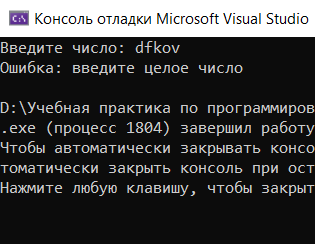 Консоль отладки Microsoft Visual Studio
Введите число: dfkov
Ошибка: введите целое число
D:\Учебная практика по программиров
.exe (процесс 1804) завершил работу
Чтобы автоматически закрывать консо
томатически закрыть консоль при ост
Нажмите любую клавишу, чтобы закрыт